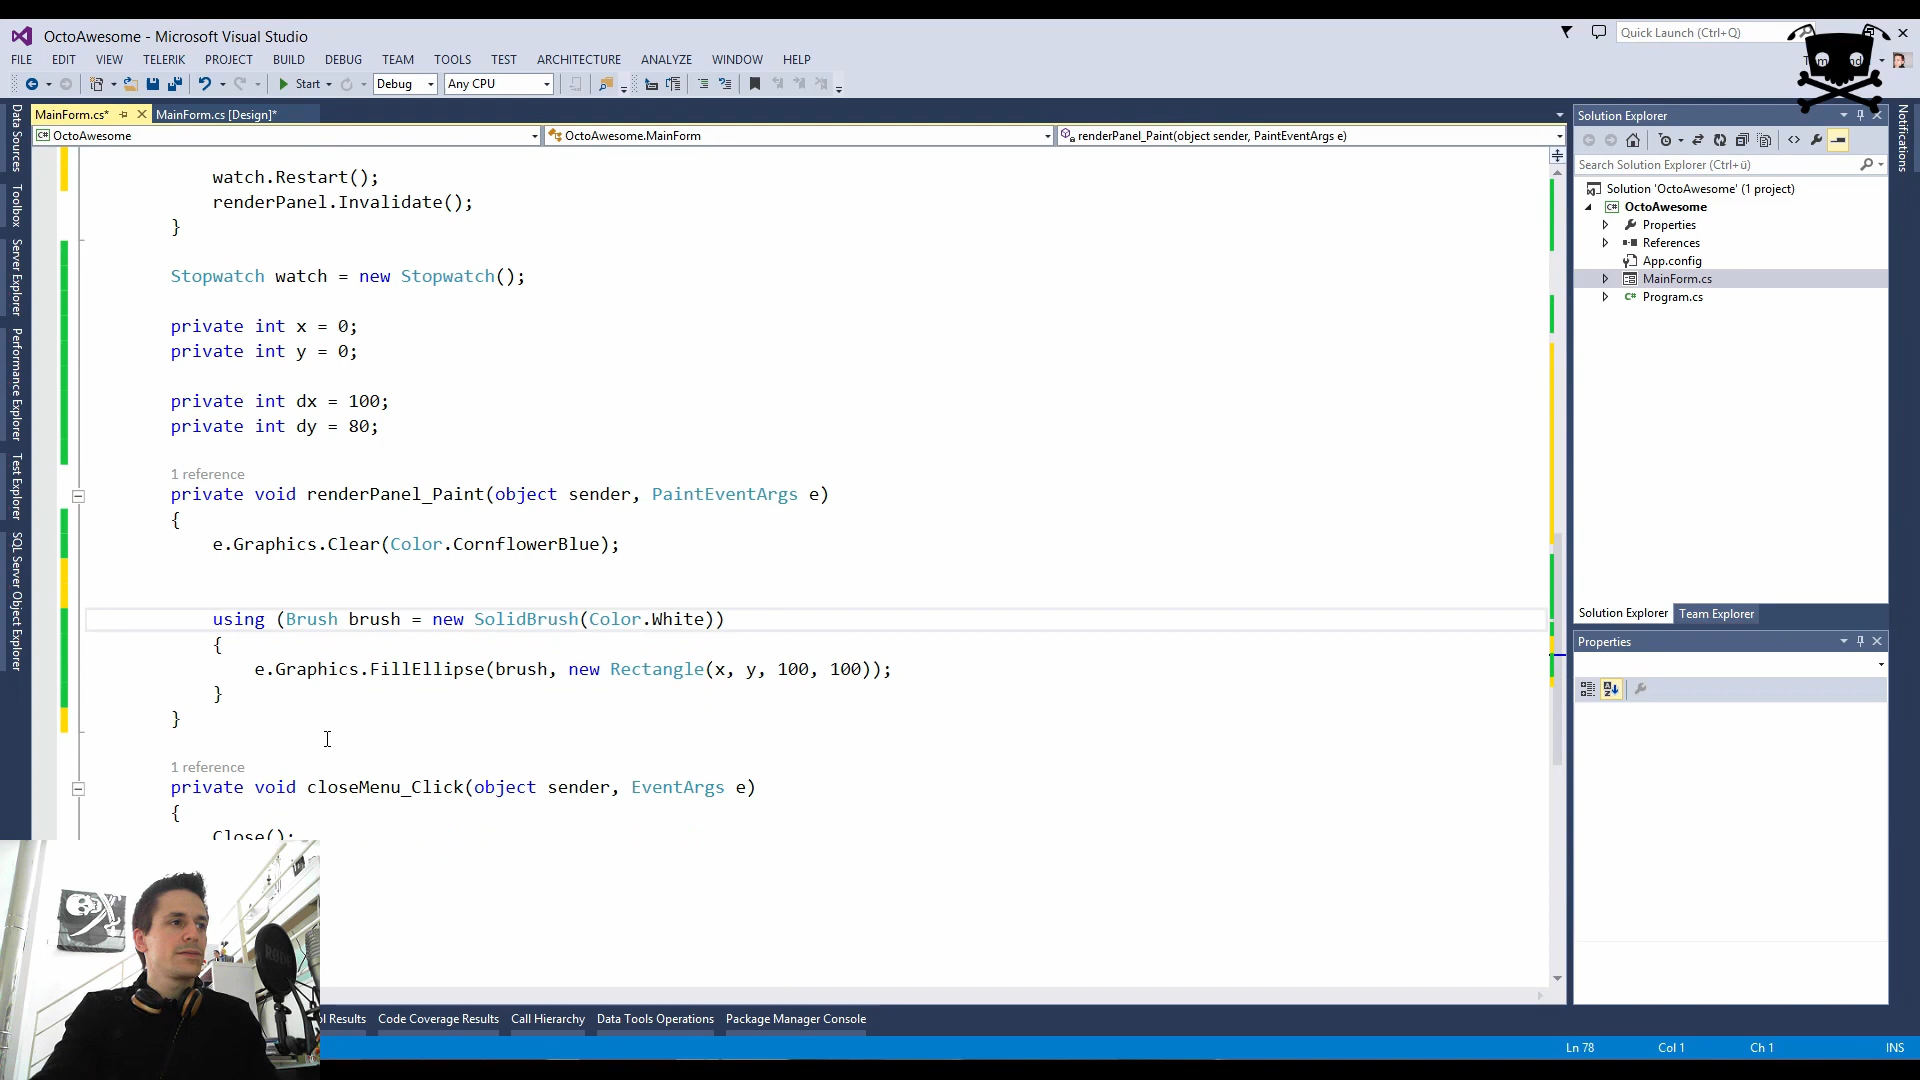 OctoAwesome - Microsoft Visual Studio
Quick Launch (Ctrl+Q)
FILE EDIT VIEW TELERIK PROJECT BUILD DEBUG TEAM TOOLS TEST ARCHITECTURE ANALYZE WINDOW HELP
Start Debug Any CPU
MainForm.cs* MainForm.cs [Design]*
OctoAwesome OctoAwesome.MainForm renderPanel_Paint(object sender, PaintEventArgs e)
Data Sources
Toolbox
Server Explorer
Performance Explorer
Test Explorer
SQL Server Object Explorer
watch.Restart();
renderPanel.Invalidate();
}
Stopwatch watch = new Stopwatch();
private int x = 0;
private int y = 0;
private int dx = 100;
private int dy = 80;
1 reference
private void renderPanel_Paint(object sender, PaintEventArgs e)
{
e.Graphics.Clear(Color.CornflowerBlue);
using (Brush brush = new SolidBrush(Color.White))
{
e.Graphics.FillEllipse(brush, new Rectangle(x, y, 100, 100));
}
}
1 reference
private void closeMenu_Click(object sender, EventArgs e)
{
Close();
Solution Explorer
Search Solution Explorer (Ctrl+ü)
Solution 'OctoAwesome' (1 project)
OctoAwesome
Properties
References
App.config
MainForm.cs
Program.cs
Solution Explorer Team Explorer
Properties
Notifications
RODE
Results Code Coverage Results Call Hierarchy Data Tools Operations Package Manager Console
Ln 78 Col 1 Ch 1 INS